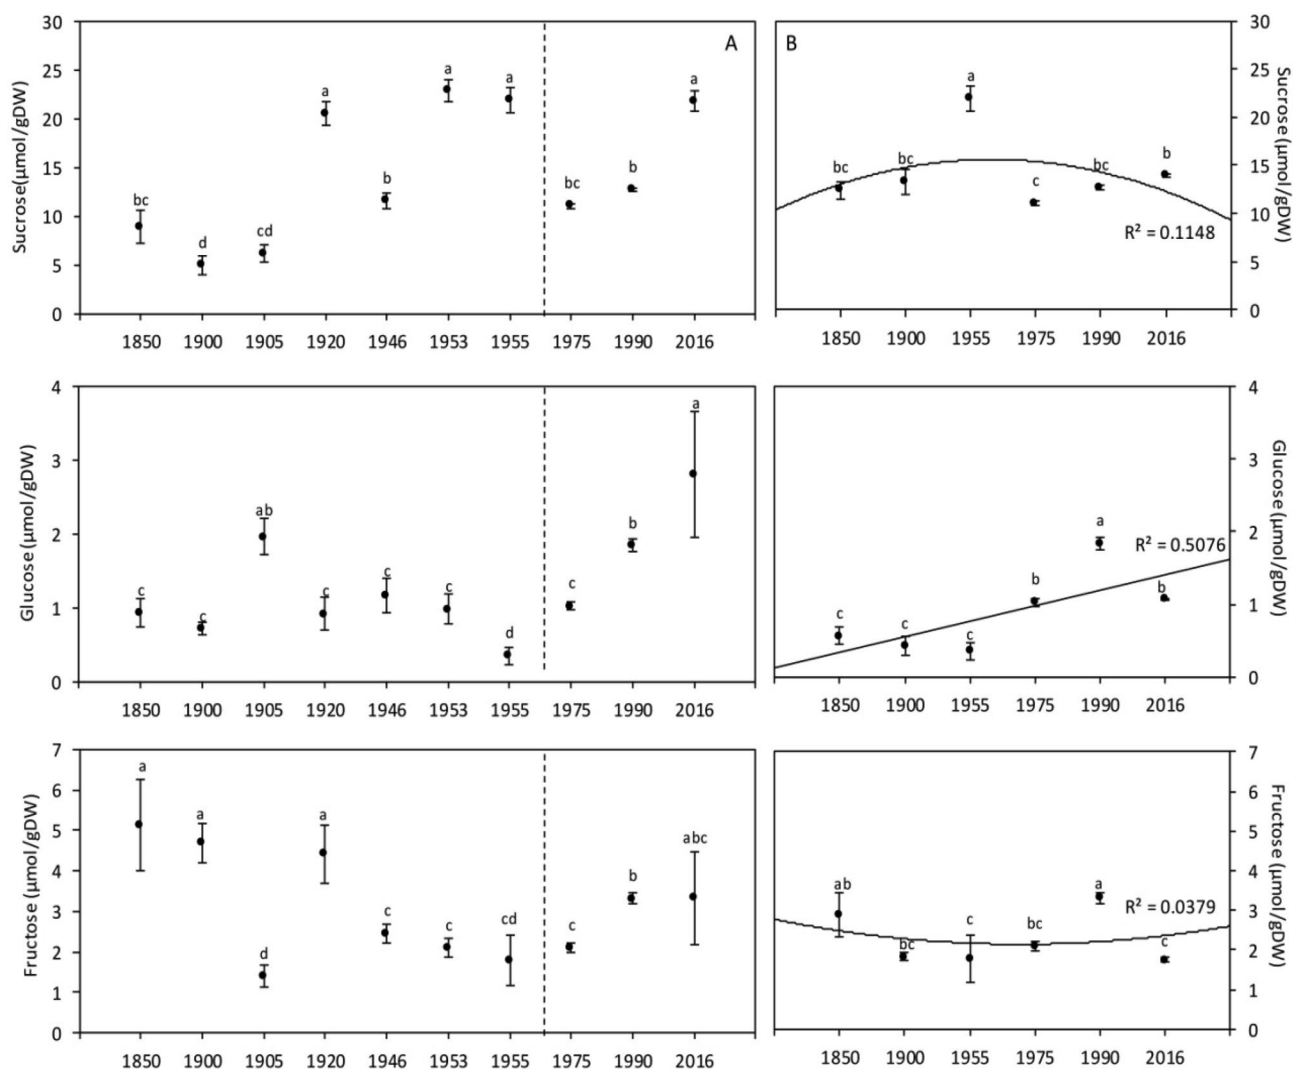 Sucrose(µmol/gDW)
30
25
20
15
10
5
0
A
bc
d
cd
a
b
a
a
bc
b
a
1850 1900 1905 1920 1946 1953 1955 1975 1990 2016
B
bc
bc
a
c
bc
b
R² = 0.1148
30
25
20
15
10
5
0
Sucrose (µmol/gDW)
1850 1900 1955 1975 1990 2016
Glucose (µmol/gDW)
4
3
2
1
0
c
c
ab
c
c
c
d
c
b
a
1850 1900 1905 1920 1946 1953 1955 1975 1990 2016
c
c
c
b
a
b
R² = 0.5076
4
3
2
1
0
Glucose (µmol/gDW)
1850 1900 1955 1975 1990 2016
Fructose (µmol/gDW)
7
6
5
4
3
2
1
0
a
a
d
a
c
c
cd
c
b
abc
1850 1900 1905 1920 1946 1953 1955 1975 1990 2016
ab
bc
c
bc
a
c
R² = 0.0379
7
6
5
4
3
2
1
0
Fructose (µmol/gDW)
1850 1900 1955 1975 1990 2016